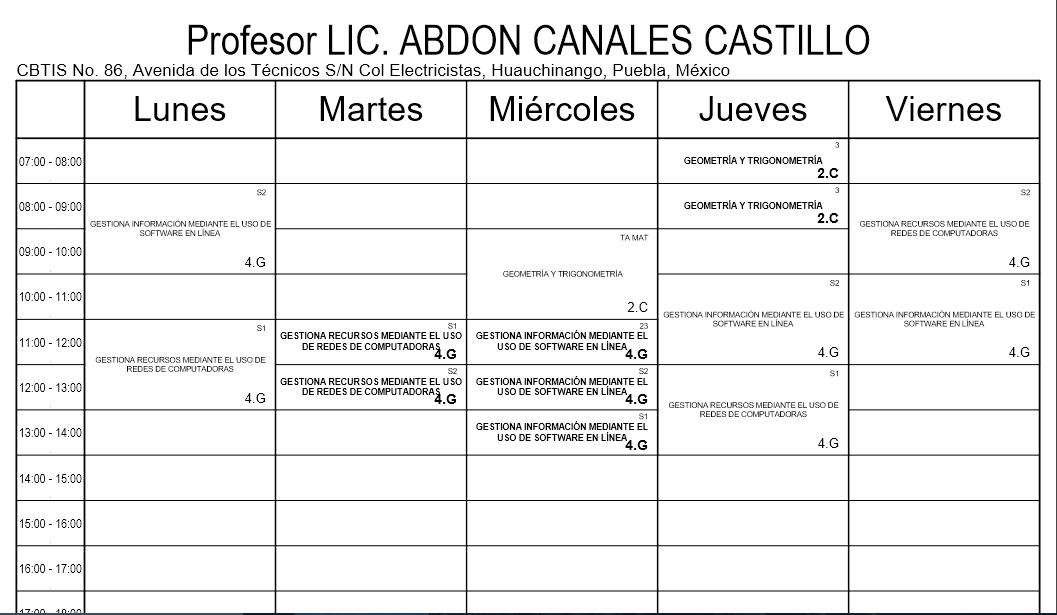 Profesor LIC. ABDON CANALES CASTILLO
CBTIS No. 86, Avenida de los Técnicos S/N Col Electricistas, Huauchinango, Puebla, México
Lunes Martes Miércoles Jueves Viernes
07:00 - 08:00
3
GEOMETRÍA Y TRIGONOMETRÍA
2.C
08:00 - 09:00
S2
GESTIONA INFORMACIÓN MEDIANTE EL USO DE
SOFTWARE EN LÍNEA
4.G
3
GEOMETRÍA Y TRIGONOMETRÍA
2.C
S2
GESTIONA RECURSOS MEDIANTE EL USO DE
REDES DE COMPUTADORAS
4.G
09:00 - 10:00
TA MAT
GEOMETRÍA Y TRIGONOMETRÍA
2.C
10:00 - 11:00
S2
GESTIONA INFORMACIÓN MEDIANTE EL USO DE
SOFTWARE EN LÍNEA
4.G
S1
GESTIONA INFORMACIÓN MEDIANTE EL USO DE
SOFTWARE EN LÍNEA
4.G
11:00 - 12:00
S1
GESTIONA RECURSOS MEDIANTE EL USO DE
REDES DE COMPUTADORAS
4.G
S1
GESTIONA RECURSOS MEDIANTE EL USO
DE REDES DE COMPUTADORAS
4.G
23
GESTIONA INFORMACIÓN MEDIANTE EL
USO DE SOFTWARE EN LÍNEA
4.G
12:00 - 13:00
S2
GESTIONA RECURSOS MEDIANTE EL USO
DE REDES DE COMPUTADORAS
4.G
S2
GESTIONA INFORMACIÓN MEDIANTE EL
USO DE SOFTWARE EN LÍNEA
4.G
S1
GESTIONA RECURSOS MEDIANTE EL USO DE
REDES DE COMPUTADORAS
4.G
13:00 - 14:00
S1
GESTIONA INFORMACIÓN MEDIANTE EL
USO DE SOFTWARE EN LÍNEA
4.G
14:00 - 15:00
15:00 - 16:00
16:00 - 17:00
17:00 - 18:00